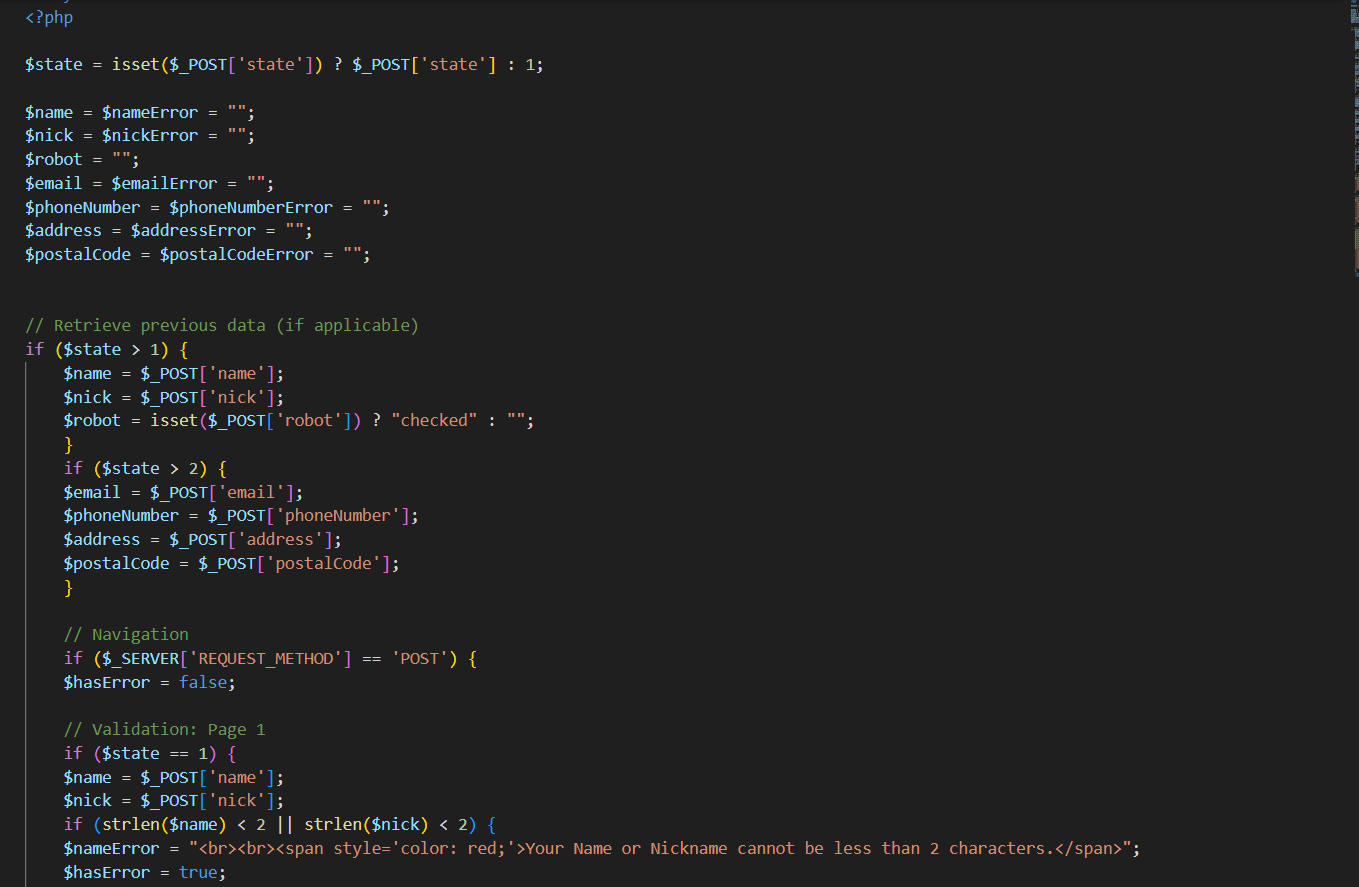 <?php
$state = isset($_POST['state']) ? $_POST['state'] : 1;
$name = $nameError = "";
$nick = $nickError = "";
$robot = "";
$email = $emailError = "";
$phoneNumber = $phoneNumberError = "";
$address = $addressError = "";
$postalCode = $postalCodeError = "";
// Retrieve previous data (if applicable)
if ($state > 1) {
$name = $_POST['name'];
$nick = $_POST['nick'];
$robot = isset($_POST['robot']) ? "checked" : "";
}
if ($state > 2) {
$email = $_POST['email'];
$phoneNumber = $_POST['phoneNumber'];
$address = $_POST['address'];
$postalCode = $_POST['postalCode'];
}
// Navigation
if ($_SERVER['REQUEST_METHOD'] == 'POST') {
$hasError = false;
// Validation: Page 1
if ($state == 1) {
$name = $_POST['name'];
$nick = $_POST['nick'];
if (strlen($name) < 2 || strlen($nick) < 2) {
$nameError = "<br><br><span style='color: red;'>Your Name or Nickname cannot be less than 2 characters.</span>";
$hasError = true;